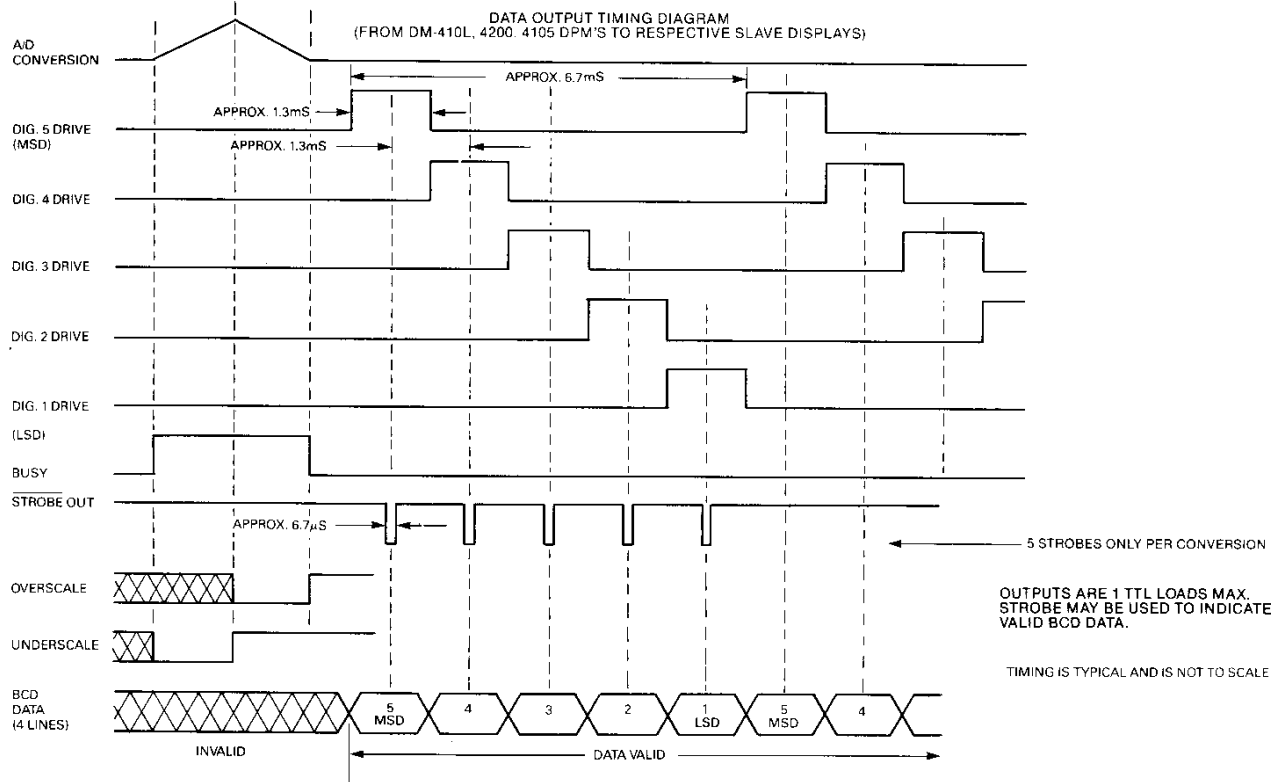 DATA OUTPUT TIMING DIAGRAM
(FROM DM-410L, 4200. 4105 DPM'S TO RESPECTIVE SLAVE DISPLAYS)
A/D
CONVERSION
APPROX. 6.7mS
APPROX. 1.3mS
DIG. 5 DRIVE
(MSD)
APPROX. 1.3mS
DIG. 4 DRIVE
DIG. 3 DRIVE
DIG. 2 DRIVE
DIG. 1 DRIVE
(LSD)
BUSY
STROBE OUT
APPROX. 6.7µS
5 STROBES ONLY PER CONVERSION
OVERSCALE
OUTPUTS ARE 1 TTL LOADS MAX.
STROBE MAY BE USED TO INDICATE
VALID BCD DATA.
UNDERSCALE
TIMING IS TYPICAL AND IS NOT TO SCALE
BCD
DATA
(4 LINES)
5 MSD
4
3
2
1 LSD
5 MSD
4
INVALID
DATA VALID